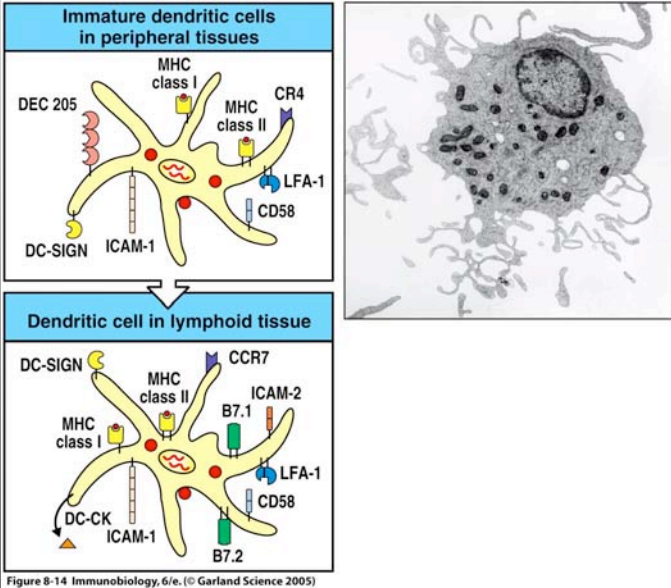 Immature dendritic cells
in peripheral tissues
MHC
class I
CR4
DEC 205
MHC
class II
LFA-1
CD58
DC-SIGN
ICAM-1
Dendritic cell in lymphoid tissue
DC-SIGN
CCR7
MHC
class II
ICAM-2
B7.1
MHC
class I
LFA-1
CD58
DC-CK
ICAM-1
B7.2
Figure 8-14 Immunobiology, 6/e. (© Garland Science 2005)